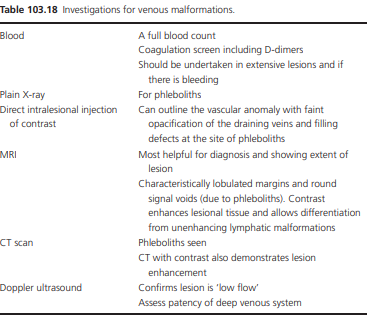 Table 103.18 Investigations for venous malformations.
Blood A full blood count
Coagulation screen including D-dimers
Should be undertaken in extensive lesions and if
there is bleeding
Plain X-ray For phleboliths
Direct intralesional injection Can outline the vascular anomaly with faint
of contrast opacification of the draining veins and filling
defects at the site of phleboliths
MRI Most helpful for diagnosis and showing extent of
lesion
Characteristically lobulated margins and round
signal voids (due to phleboliths). Contrast
enhances lesional tissue and allows differentiation
from unenhancing lymphatic malformations
CT scan Phleboliths seen
CT with contrast also demonstrates lesion
enhancement
Doppler ultrasound Confirms lesion is ‘low flow’
Assess patency of deep venous system